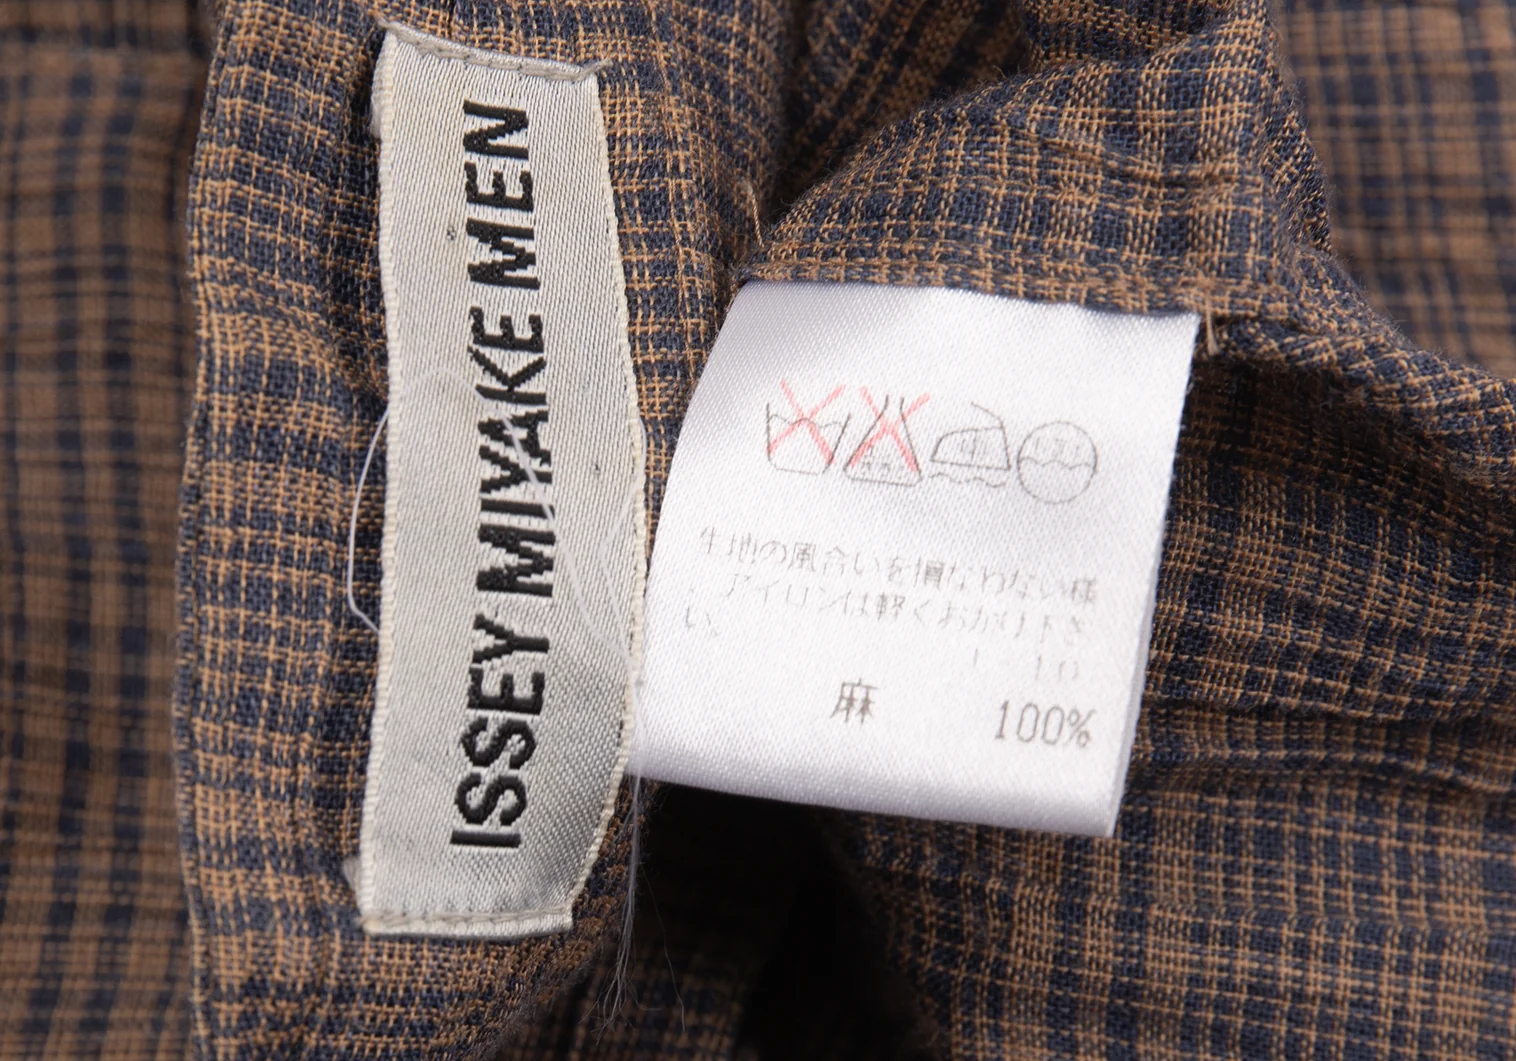 ISSEY MIYAKE MEN
生地の風合いを損なわない様
、アイロンは軽くおかけ下さ
い。
麻 100%